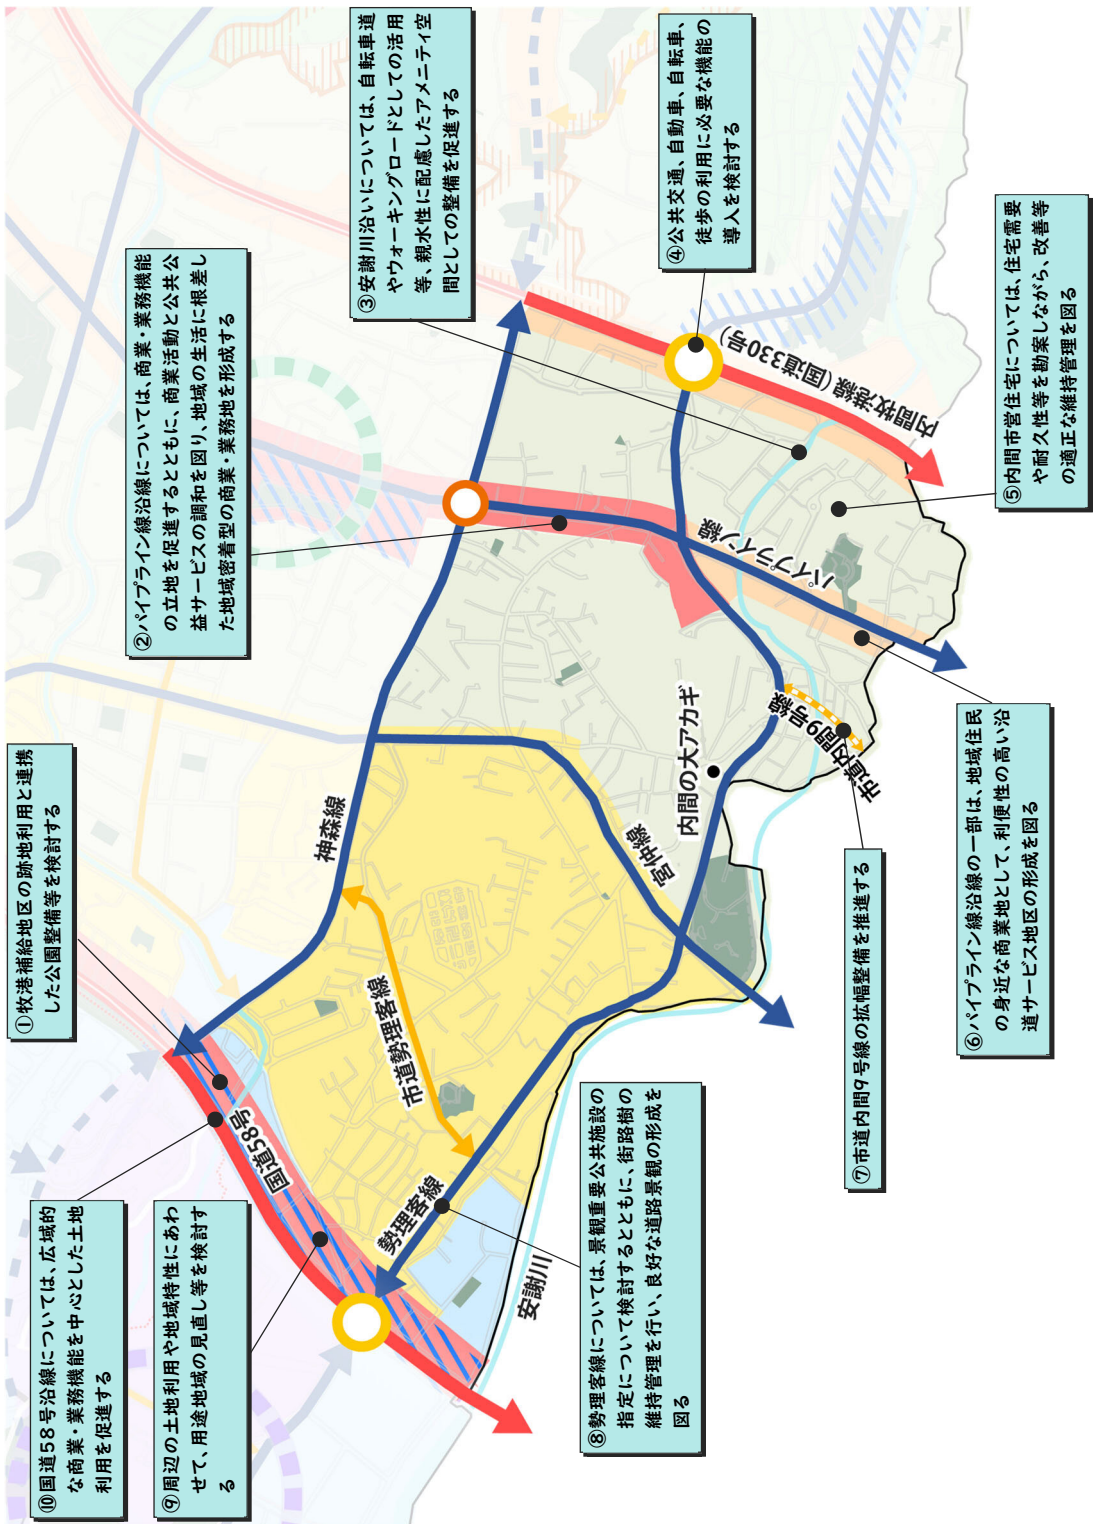 ①牧港補給地区の跡地利用と連携
した公園整備等を検討する
②パイプライン線沿線については、商業・業務機能
の立地を促進するとともに、商業活動と公共公
益サービスの調和を図り、地域の生活に根差し
た地域密着型の商業・業務地を形成する
③安謝川沿いについては、自転車道
やウォーキングロードとしての活用
等、親水性に配慮したアメニティ空
間としての整備を促進する
④公共交通、自動車、自転車、
徒歩の利用に必要な機能の
導入を検討する
⑤内間市営住宅については、住宅需要
や耐久性等を勘案しながら、改善等
の適正な維持管理を図る
⑥パイプライン線沿線の一部は、地域住民
の身近な商業地として、利便性の高い沿
道サービス地区の形成を図る
⑦市道内間9号線の拡幅整備を推進する
⑧勢理客線については、景観重要公共施設の
指定について検討するとともに、街路樹の
維持管理を行い、良好な道路景観の形成を
図る
⑨周辺の土地利用や地域特性にあわ
せて、用途地域の見直し等を検討す
る
⑩国道58号沿線については、広域的
な商業・業務機能を中心とした土地
利用を促進する
神森線
市道勢理客線
国道58号
勢理客線
安謝川
宮仲線
内間の大アカギ
市道内間9号線
パイプライン線
内間牧港線(国道330号)